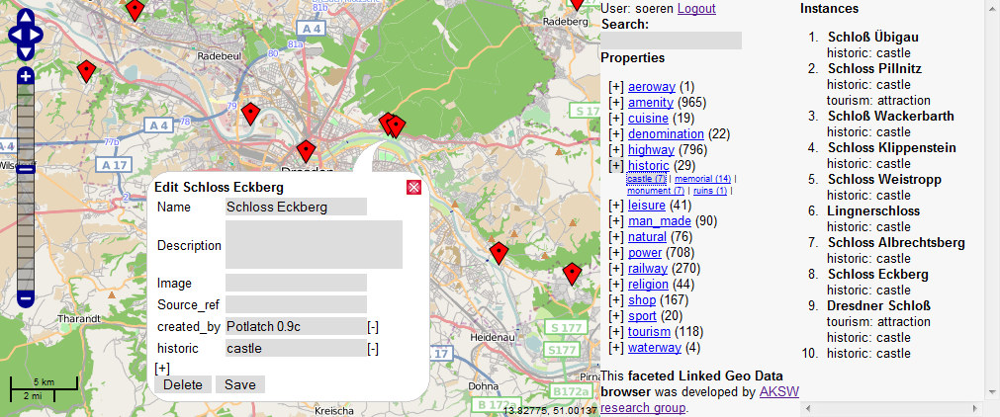 Radebeul
Radeberg
A 4
80
81a
81b
79
78
77b
A 4
A 17
Wilsdruff
Dresden
S 177
S 1
Tharandt
S 177
S177
Heidenau
Pirna
Dohna
B172a
B 172
Kreischa
5 km
2 mi
13.82775, 51.00137
Edit Schloss Eckberg
Name Schloss Eckberg
Description
Image
Source_ref
created_by Potlatch 0.9c [-]
historic castle [-]
[+]
Delete Save
User: soeren Logout
Search:
Properties
[+] aeroway (1)
[+] amenity (965)
[+] cuisine (19)
[+] denomination (22)
[+] highway (796)
[+] historic (29)
castle (7) | memorial (14) |
monument (7) | ruins (1) |
[+] leisure (41)
[+] man_made (90)
[+] natural (76)
[+] power (708)
[+] railway (270)
[+] religion (44)
[+] shop (167)
[+] sport (20)
[+] tourism (118)
[+] waterway (4)
This faceted Linked Geo Data
browser was developed by AKSW
research group.
Instances
1. Schloß Übigau
historic: castle
2. Schloss Pillnitz
historic: castle
tourism: attraction
3. Schloß Wackerbarth
historic: castle
4. Schloss Klippenstein
historic: castle
5. Schloss Weistropp
historic: castle
6. Lingnerschloss
historic: castle
7. Schloss Albrechtsberg
historic: castle
8. Schloss Eckberg
historic: castle
9. Dresdner Schloß
tourism: attraction
historic: castle
10. historic: castle